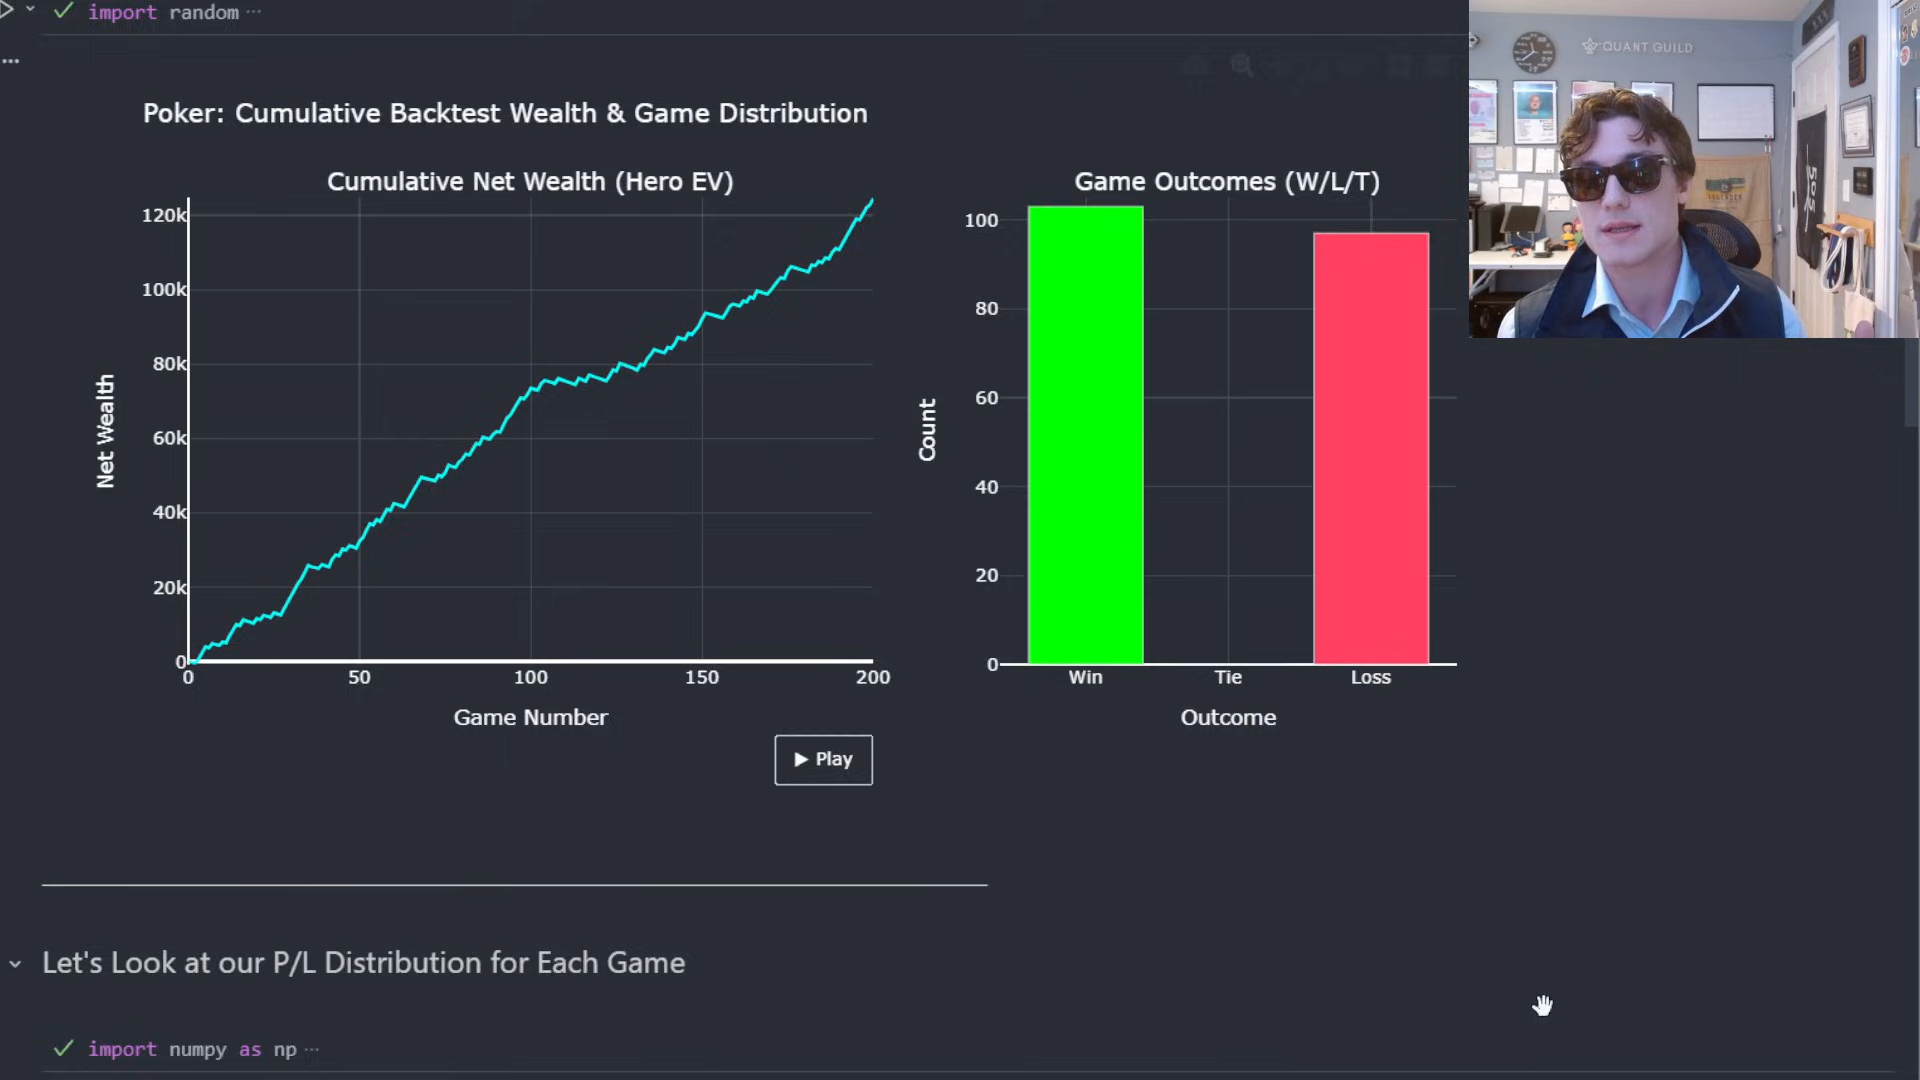 import random ...
QUANT GUILD
...
Poker: Cumulative Backtest Wealth & Game Distribution
Cumulative Net Wealth (Hero EV)
120k
100k
80k
60k
40k
20k
0
Net Wealth
0 50 100 150 200
Game Number
▶ Play
Game Outcomes (W/L/T)
100
80
60
40
20
0
Count
Win Tie Loss
Outcome
505
Let's Look at our P/L Distribution for Each Game
import numpy as np ...